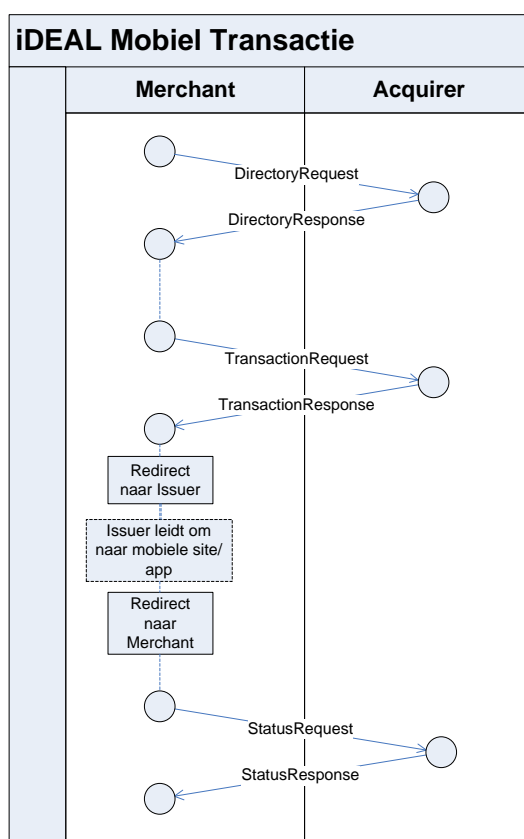 iDEAL Mobiel Transactie
Merchant
Acquirer
DirectoryRequest
DirectoryResponse
TransactionRequest
TransactionResponse
Redirect
naar Issuer
Issuer leidt om
naar mobiele site/
app
Redirect
naar
Merchant
StatusRequest
StatusResponse